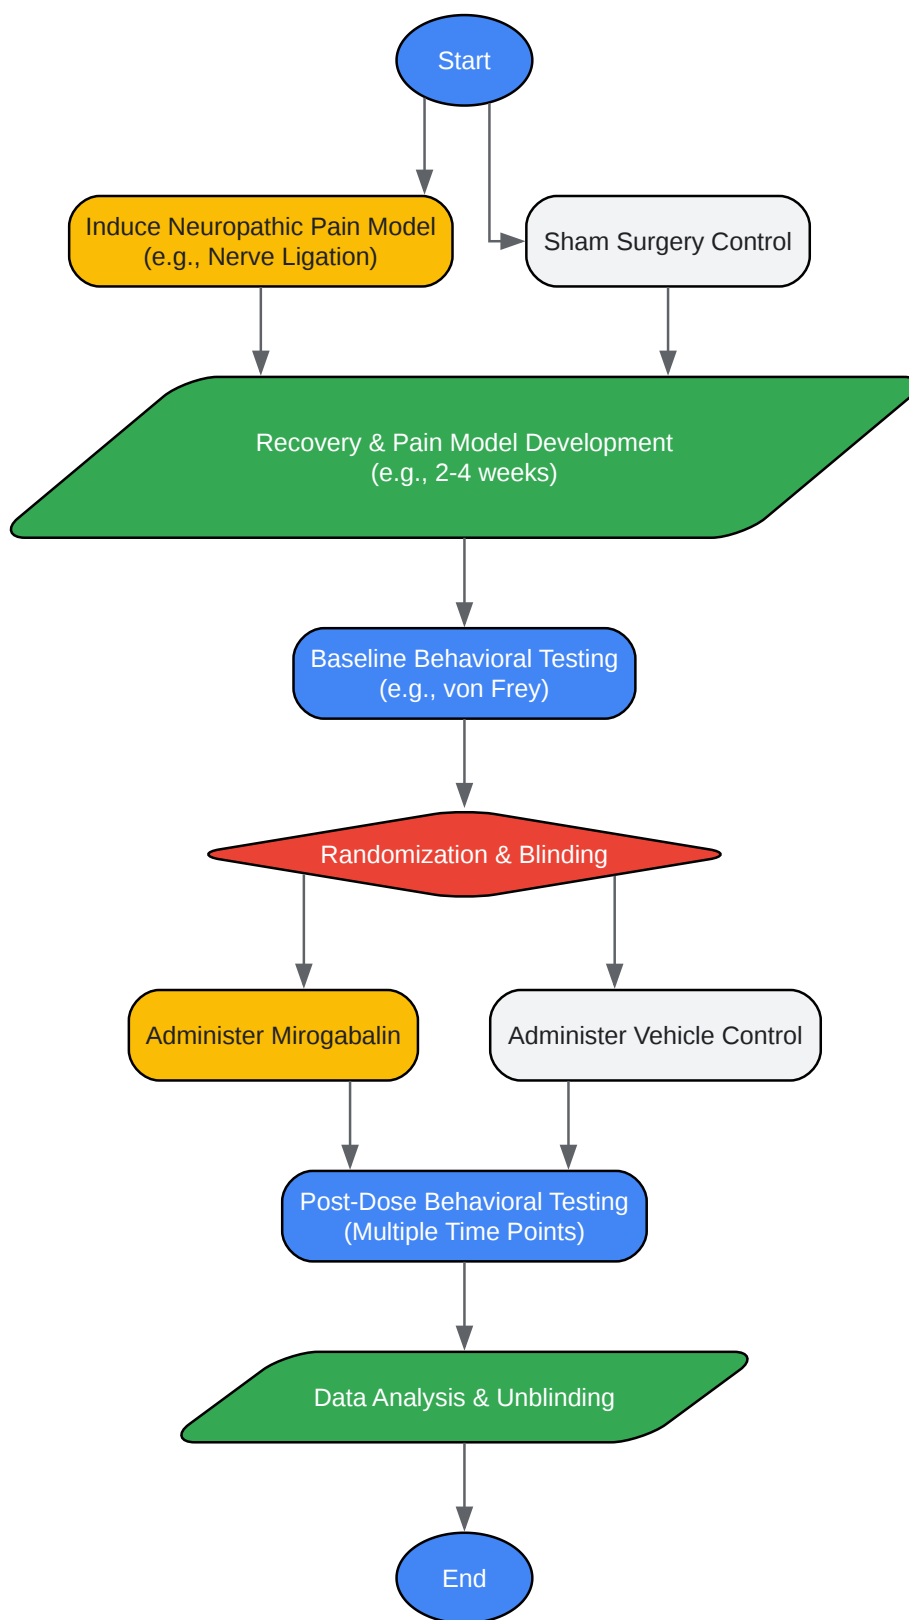 Start
Induce Neuropathic Pain Model
(e.g., Nerve Ligation)
Sham Surgery Control
Recovery & Pain Model Development
(e.g., 2-4 weeks)
Baseline Behavioral Testing
(e.g., von Frey)
Randomization & Blinding
Administer Mirogabalin
Administer Vehicle Control
Post-Dose Behavioral Testing
(Multiple Time Points)
Data Analysis & Unblinding
End